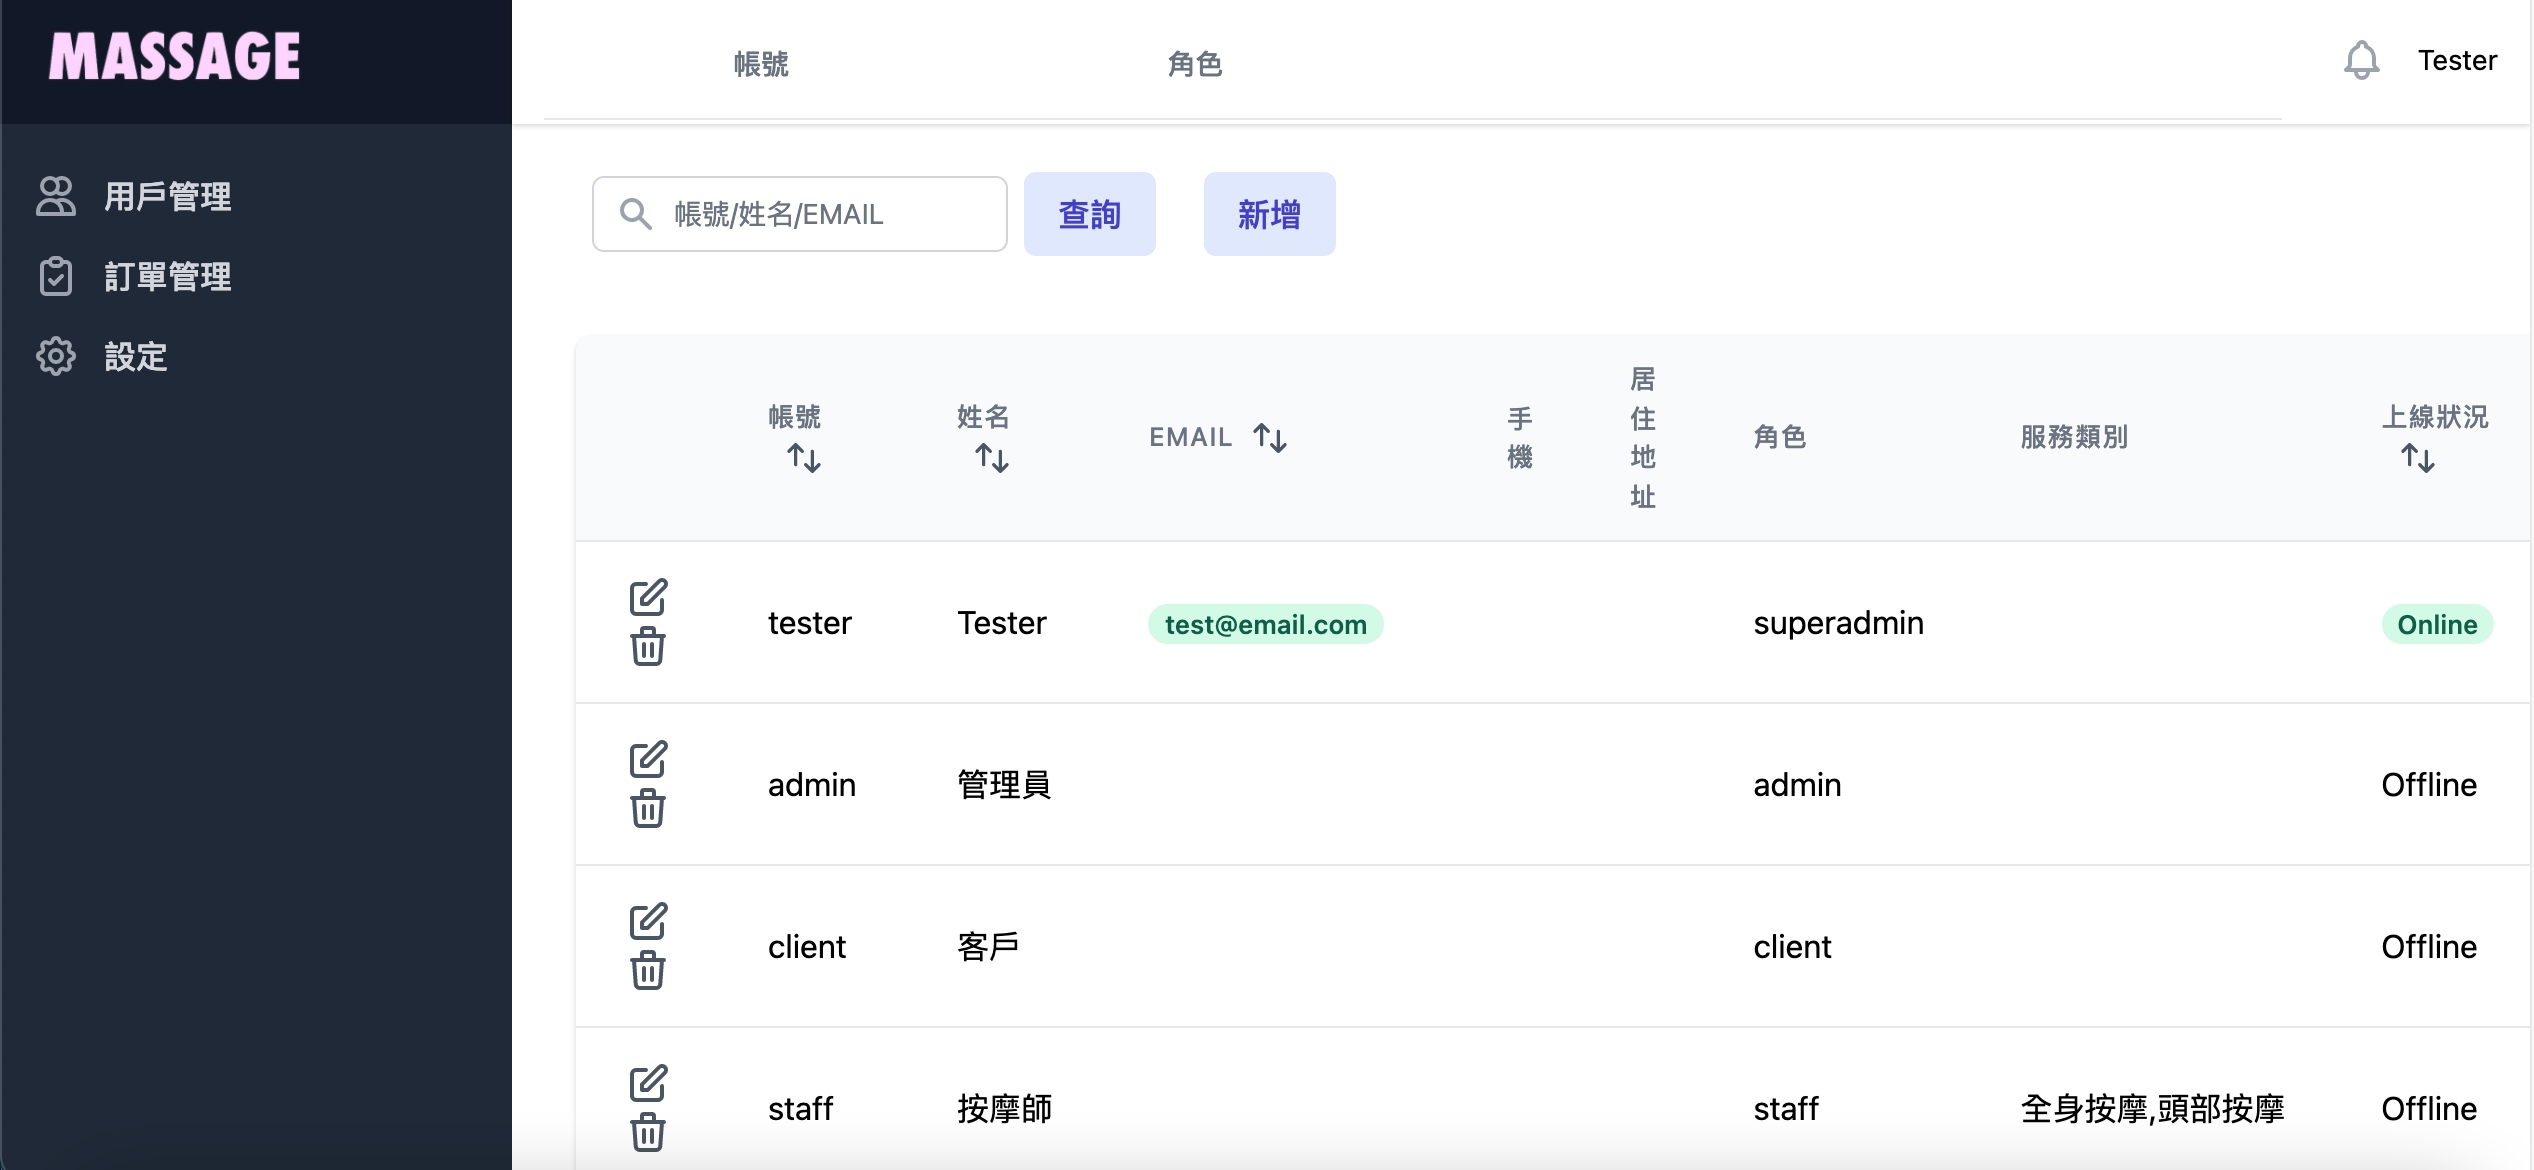 MASSAGE
帳號 角色 Tester
用戶管理
訂單管理
設定
帳號/姓名/EMAIL 查詢 新增
帳號 姓名 EMAIL 手機 居住地址 角色 服務類別 上線狀況
tester Tester test@email.com superadmin Online
admin 管理員 admin Offline
client 客戶 client Offline
staff 按摩師 staff 全身按摩,頭部按摩 Offline